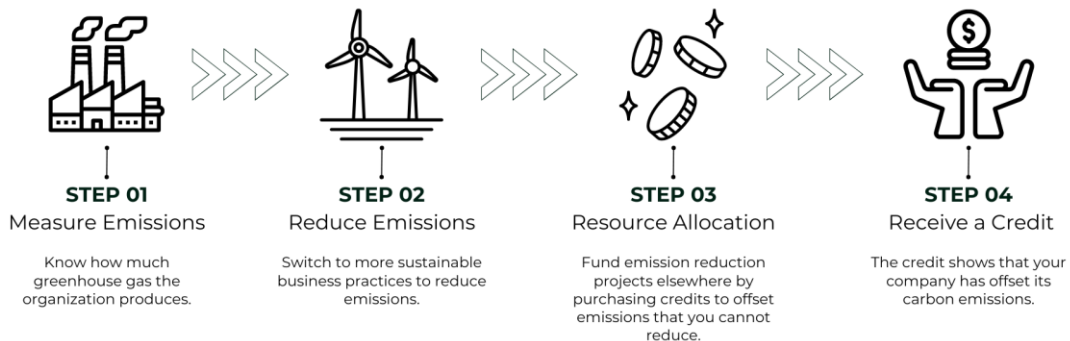 $
STEP 01
Measure Emissions
Know how much
greenhouse gas the
organization produces.
STEP 02
Reduce Emissions
Switch to more sustainable
business practices to reduce
emissions.
STEP 03
Resource Allocation
Fund emission reduction
projects elsewhere by
purchasing credits to offset
emissions that you cannot
reduce.
STEP 04
Receive a Credit
The credit shows that your
company has offset its
carbon emissions.